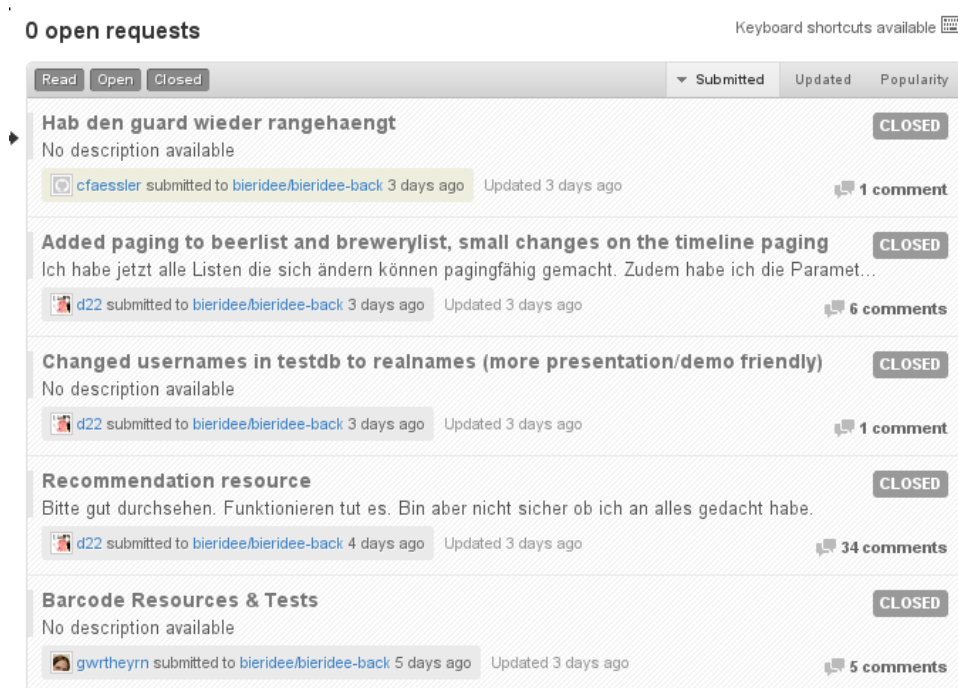 0 open requests
Keyboard shortcuts available
Read Open Closed
Submitted Updated Popularity
Hab den guard wieder rangehaengt
CLOSED
No description available
cfaessler submitted to bieridee/bieridee-back 3 days ago Updated 3 days ago
1 comment
Added paging to beerlist and brewerylist, small changes on the timeline paging
CLOSED
Ich habe jetzt alle Listen die sich ändern können pagingfähig gemacht. Zudem habe ich die Paramet...
d22 submitted to bieridee/bieridee-back 3 days ago Updated 3 days ago
6 comments
Changed usernames in testdb to realnames (more presentation/demo friendly)
CLOSED
No description available
d22 submitted to bieridee/bieridee-back 3 days ago Updated 3 days ago
1 comment
Recommendation resource
CLOSED
Bitte gut durchsehen. Funktionieren tut es. Bin aber nicht sicher ob ich an alles gedacht habe.
d22 submitted to bieridee/bieridee-back 4 days ago Updated 3 days ago
34 comments
Barcode Resources & Tests
CLOSED
No description available
gwrtheyrn submitted to bieridee/bieridee-back 5 days ago Updated 3 days ago
5 comments